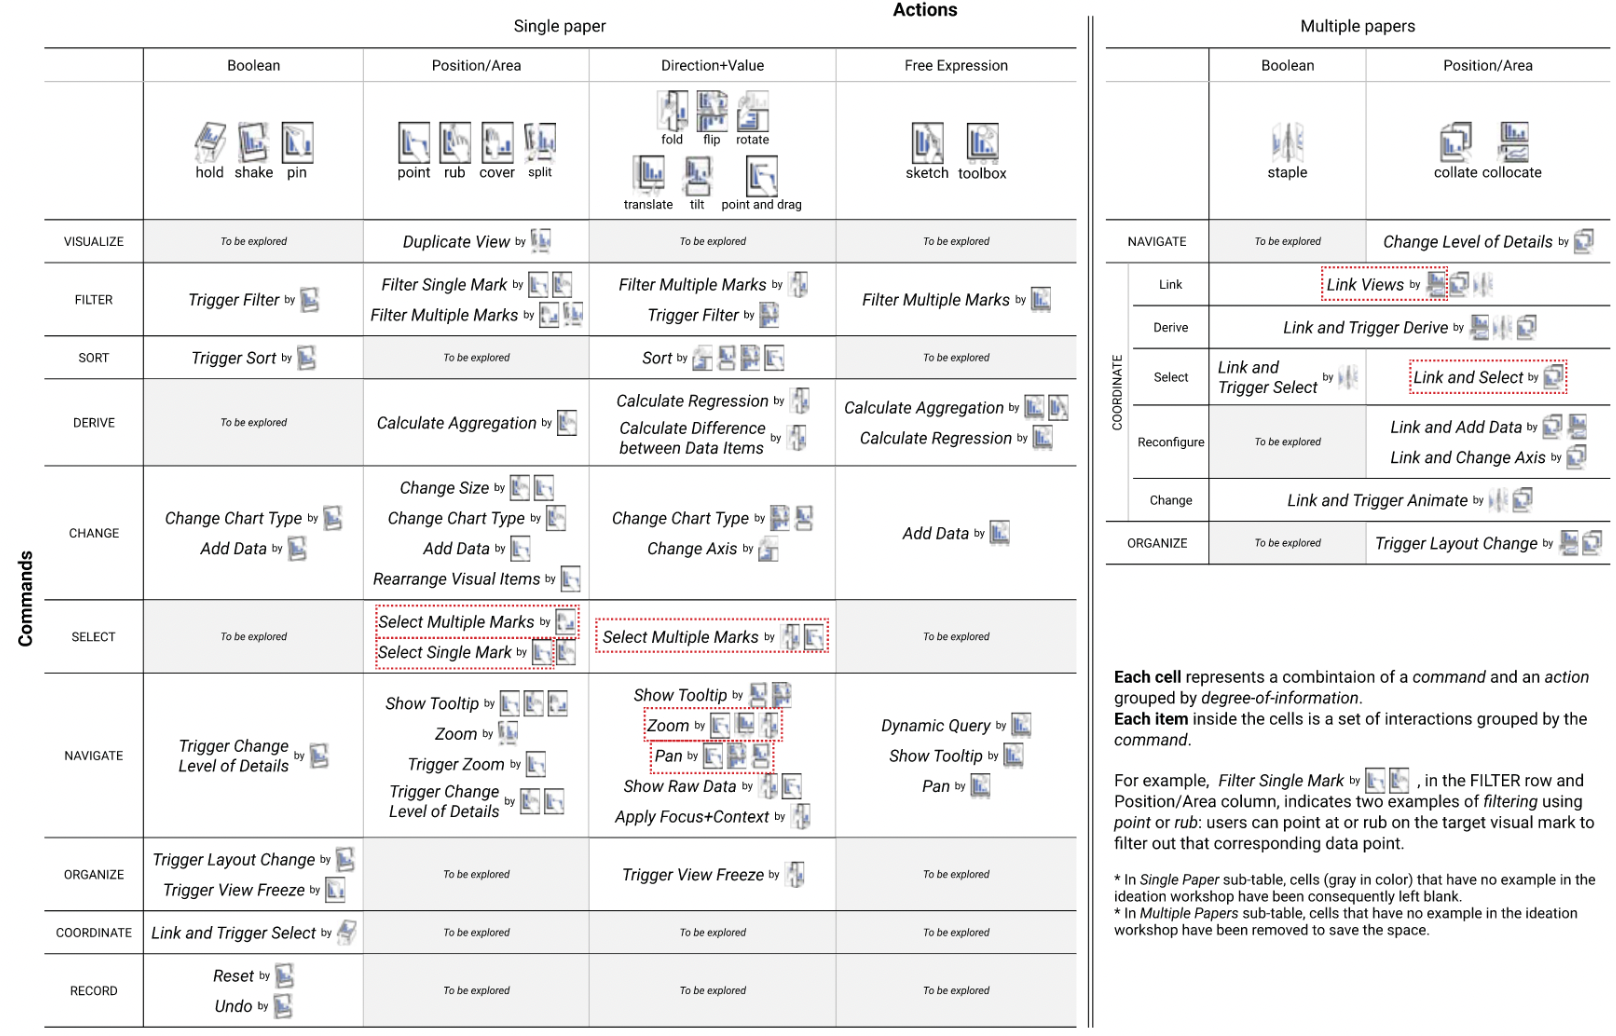 Actions
Single paper
Multiple papers
Boolean
Position/Area
Direction+Value
Free Expression
Boolean
Position/Area
hold shake pin
point rub cover split
fold flip rotate
translate tilt point and drag
sketch toolbox
staple
collate collocate
Commands
VISUALIZE
To be explored
Duplicate View by
To be explored
To be explored
FILTER
Trigger Filter by
Filter Single Mark by
Filter Multiple Marks by
Filter Multiple Marks by
Trigger Filter by
Filter Multiple Marks by
SORT
Trigger Sort by
To be explored
Sort by
To be explored
DERIVE
To be explored
Calculate Aggregation by
Calculate Regression by
Calculate Difference
between Data Items by
Calculate Aggregation by
Calculate Regression by
CHANGE
Change Chart Type by
Add Data by
Change Size by
Change Chart Type by
Add Data by
Rearrange Visual Items by
Change Chart Type by
Change Axis by
Add Data by
SELECT
To be explored
Select Multiple Marks by
Select Single Mark by
Select Multiple Marks by
To be explored
NAVIGATE
Trigger Change
Level of Details by
Show Tooltip by
Zoom by
Trigger Zoom by
Trigger Change
Level of Details by
Show Tooltip by
Zoom by
Pan by
Show Raw Data by
Apply Focus+Context by
Dynamic Query by
Show Tooltip by
Pan by
ORGANIZE
Trigger Layout Change by
Trigger View Freeze by
To be explored
Trigger View Freeze by
To be explored
COORDINATE
Link and Trigger Select by
To be explored
To be explored
To be explored
RECORD
Reset by
Undo by
To be explored
To be explored
To be explored
NAVIGATE
To be explored
Change Level of Details by
COORDINATE
Link
Link Views by
Derive
Link and Trigger Derive by
Select
Link and
Trigger Select by
Link and Select by
Reconfigure
To be explored
Link and Add Data by
Link and Change Axis by
Change
Link and Trigger Animate by
ORGANIZE
To be explored
Trigger Layout Change by
Each cell represents a combintaion of a command and an action
grouped by degree-of-information.
Each item inside the cells is a set of interactions grouped by the
command.
For example, Filter Single Mark by , in the FILTER row and
Position/Area column, indicates two examples of filtering using
point or rub: users can point at or rub on the target visual mark to
filter out that corresponding data point.
* In Single Paper sub-table, cells (gray in color) that have no example in the
ideation workshop have been consequently left blank.
* In Multiple Papers sub-table, cells that have no example in the ideation
workshop have been removed to save the space.